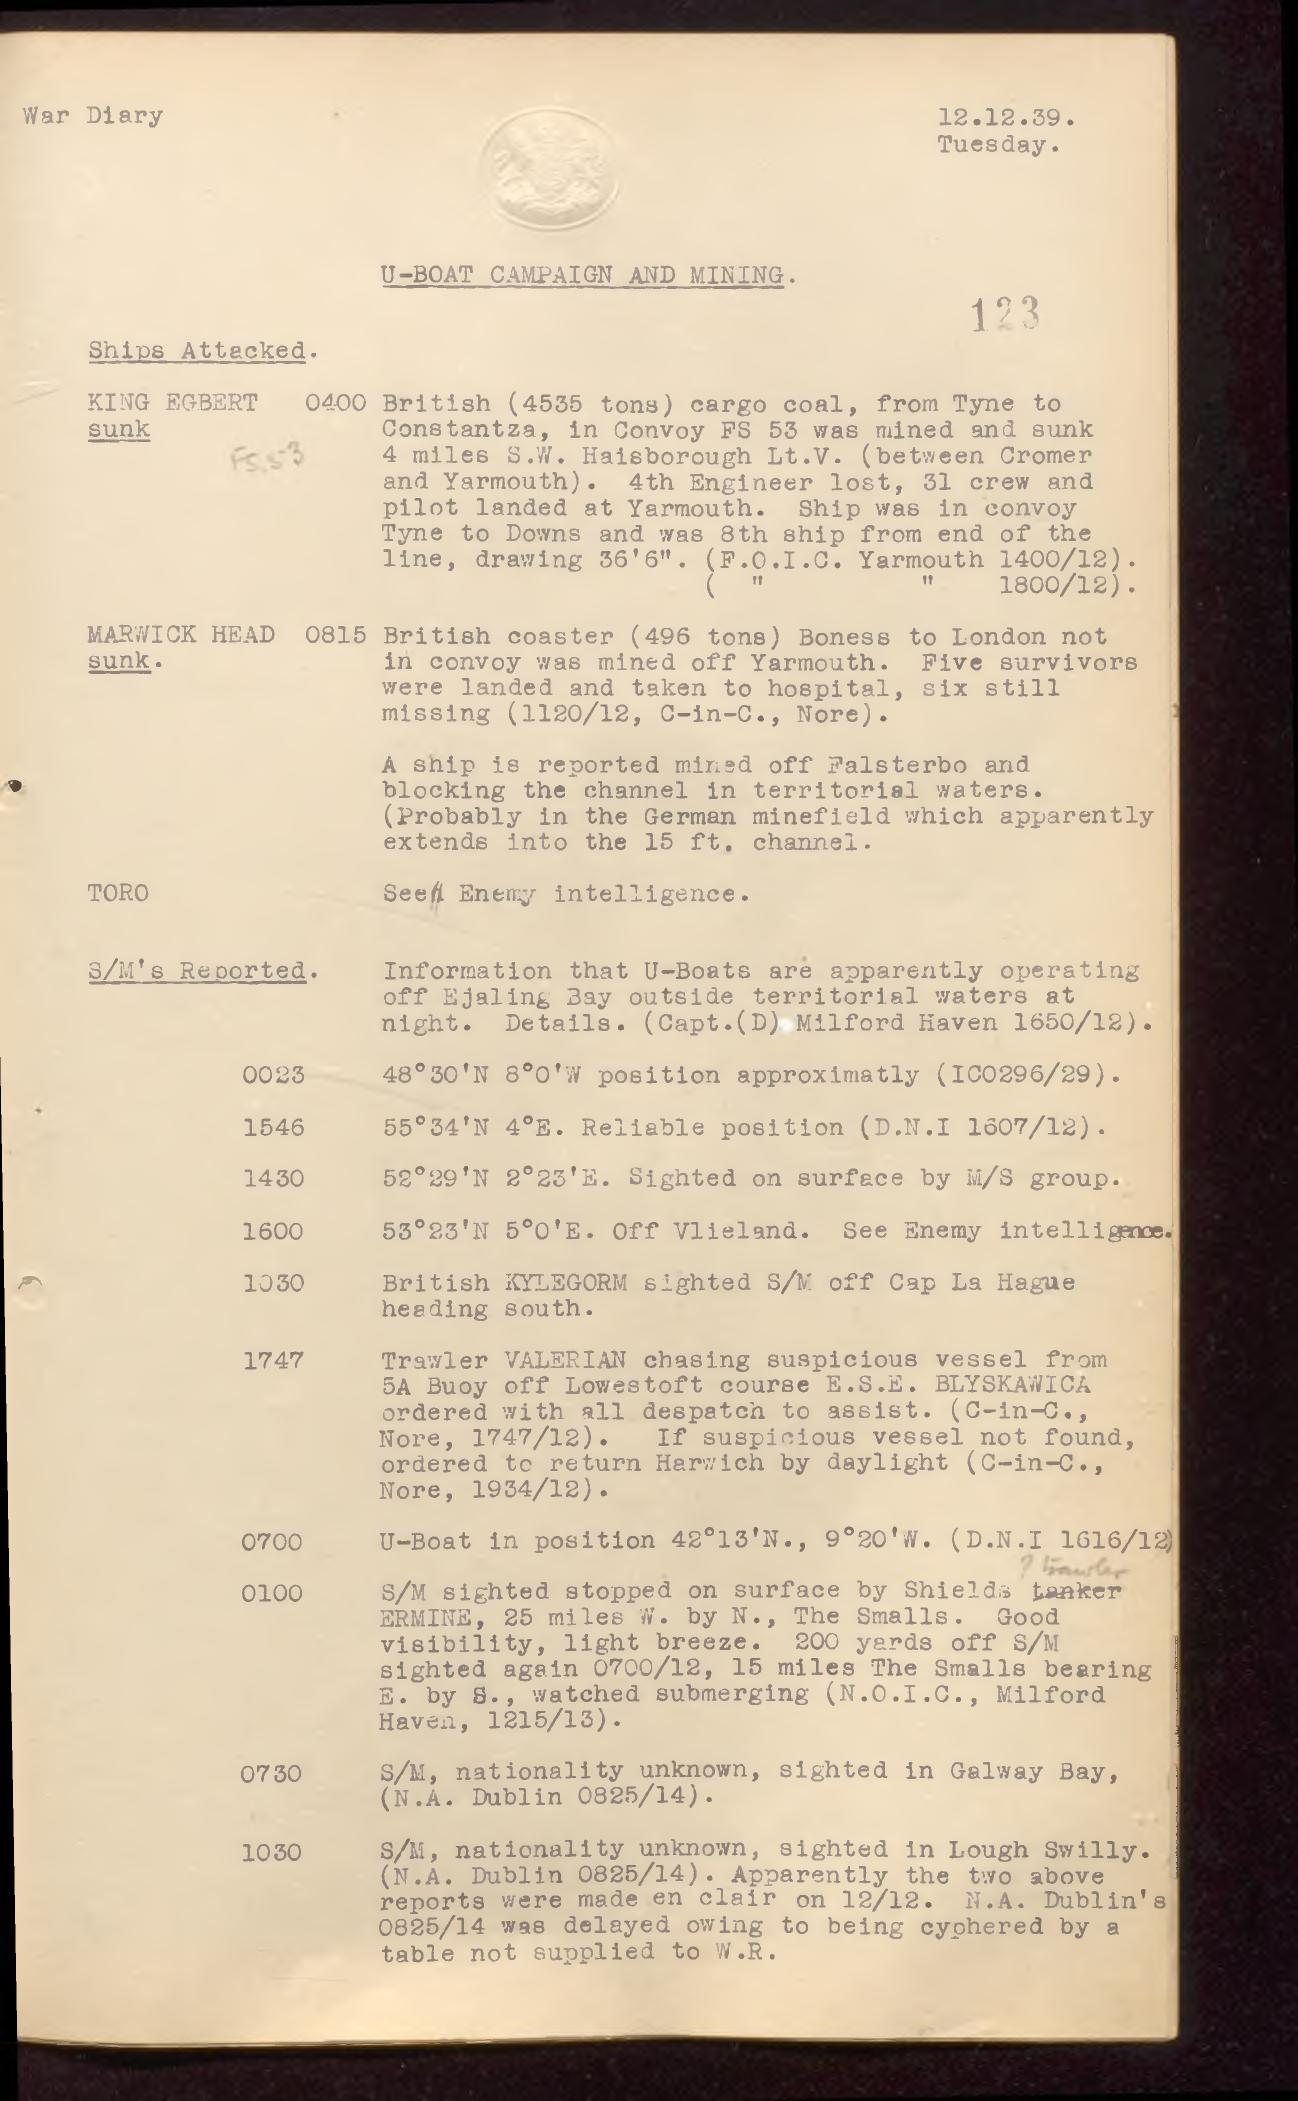 War Diary
12.12.39.
Tuesday.
U-BOAT CAMPAIGN AND MINING.
123
Ships Attacked.
KING EGBERT 0400 British (4535 tons) cargo coal, from Tyne to
sunk Constantza, in Convoy FS 53 was mined and sunk
FS.53 4 miles S.W. Haisborough Lt.V. (between Cromer
and Yarmouth). 4th Engineer lost, 31 crew and
pilot landed at Yarmouth. Ship was in convoy
Tyne to Downs and was 8th ship from end of the
line, drawing 36'6". (F.O.I.C. Yarmouth 1400/12).
( " " 1800/12).
MARWICK HEAD 0815 British coaster (496 tons) Boness to London not
sunk. in convoy was mined off Yarmouth. Five survivors
were landed and taken to hospital, six still
missing (1120/12, C-in-C., Nore).
A ship is reported mined off Falsterbo and
blocking the channel in territorial waters.
(Probably in the German minefield which apparently
extends into the 15 ft. channel.
TORO See Enemy intelligence.
S/M's Reported. Information that U-Boats are apparently operating
off Ejaling Bay outside territorial waters at
night. Details. (Capt.(D) Milford Haven 1650/12).
0023 48°30'N 8°0'W position approximatly (IC0296/29).
1546 55°34'N 4°E. Reliable position (D.N.I 1607/12).
1430 52°29'N 2°23'E. Sighted on surface by M/S group.
1600 53°23'N 5°0'E. Off Vlieland. See Enemy intelligence.
1030 British KYLEGORM sighted S/M off Cap La Hague
heading south.
1747 Trawler VALERIAN chasing suspicious vessel from
5A Buoy off Lowestoft course E.S.E. BLYSKAWICA
ordered with all despatch to assist. (C-in-C.,
Nore, 1747/12). If suspicious vessel not found,
ordered to return Harwich by daylight (C-in-C.,
Nore, 1934/12).
0700 U-Boat in position 42°13'N., 9°20'W. (D.N.I 1616/12)
? trawler
0100 S/M sighted stopped on surface by Shields tanker
ERMINE, 25 miles W. by N., The Smalls. Good
visibility, light breeze. 200 yards off S/M
sighted again 0700/12, 15 miles The Smalls bearing
E. by S., watched submerging (N.O.I.C., Milford
Haven, 1215/13).
0730 S/M, nationality unknown, sighted in Galway Bay,
(N.A. Dublin 0825/14).
1030 S/M, nationality unknown, sighted in Lough Swilly.
(N.A. Dublin 0825/14). Apparently the two above
reports were made en clair on 12/12. N.A. Dublin's
0825/14 was delayed owing to being cyphered by a
table not supplied to W.R.